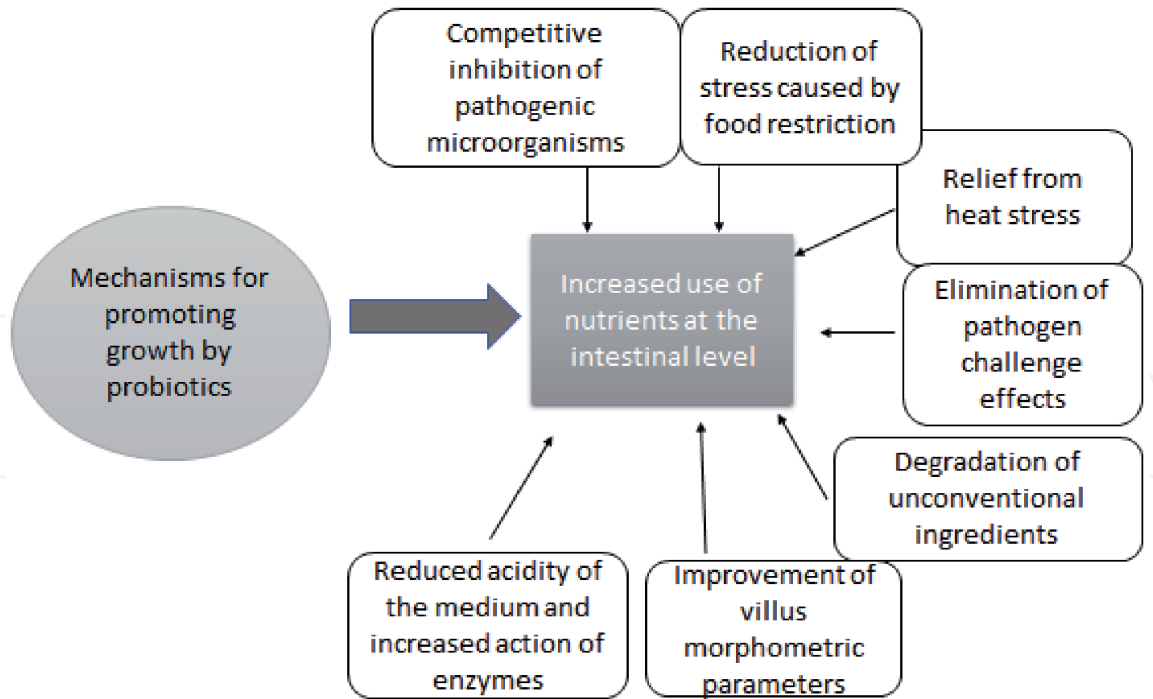 Competitive
inhibition of
pathogenic
microorganisms
Reduction of
stress caused by
food restriction
Relief from
heat stress
Mechanisms for
promoting
growth by
probiotics
Increased use of
nutrients at the
intestinal level
Elimination of
pathogen
challenge
effects
Degradation of
unconventional
ingredients
Reduced acidity of
the medium and
increased action of
enzymes
Improvement of
villus
morphometric
parameters